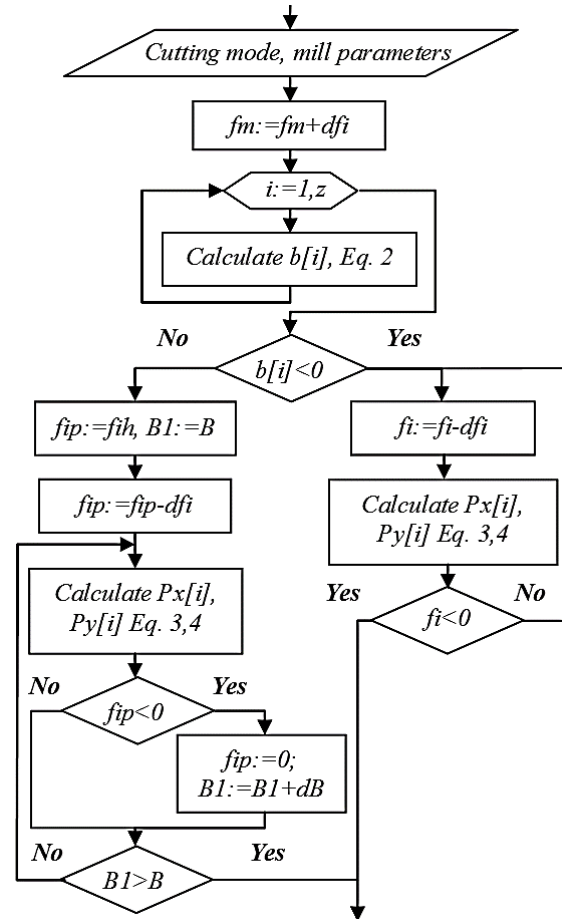 Cutting mode, mill parameters
fm:=fm+dfi
i:=1,z
Calculate b[i], Eq. 2
No
Yes
b[i]<0
fip:=fih, B1:=B
fi:=fi-dfi
fip:=fip-dfi
Calculate Px[i],
Py[i] Eq. 3,4
Calculate Px[i],
Py[i] Eq. 3,4
Yes
No
fi<0
No
Yes
fip<0
fip:=0;
B1:=B1+dB
No
Yes
B1>B